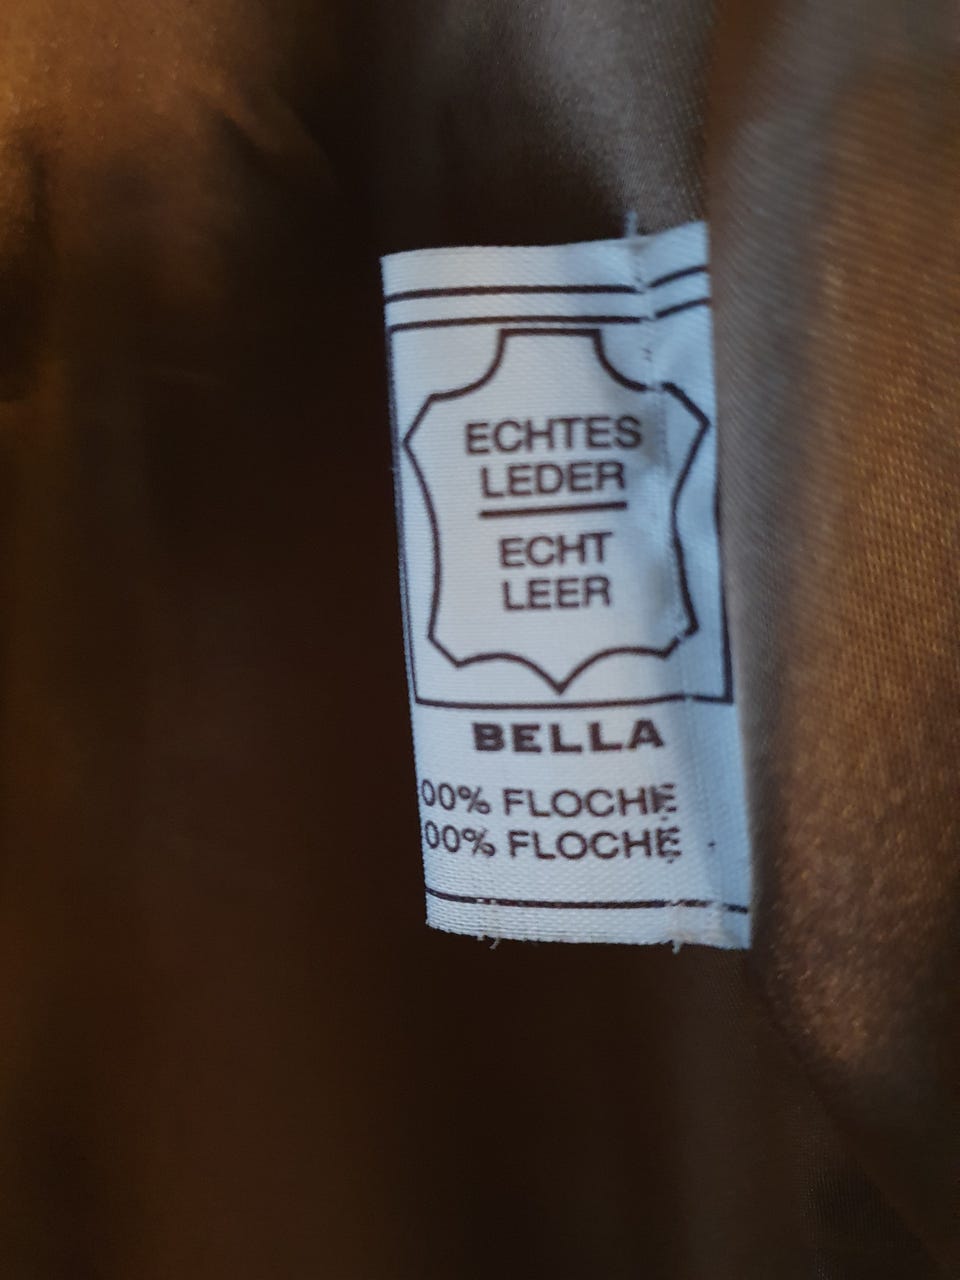 ECHTES
LEDER
ECHT
LEER
BELLA
00% FLOCHE
00% FLOCHE